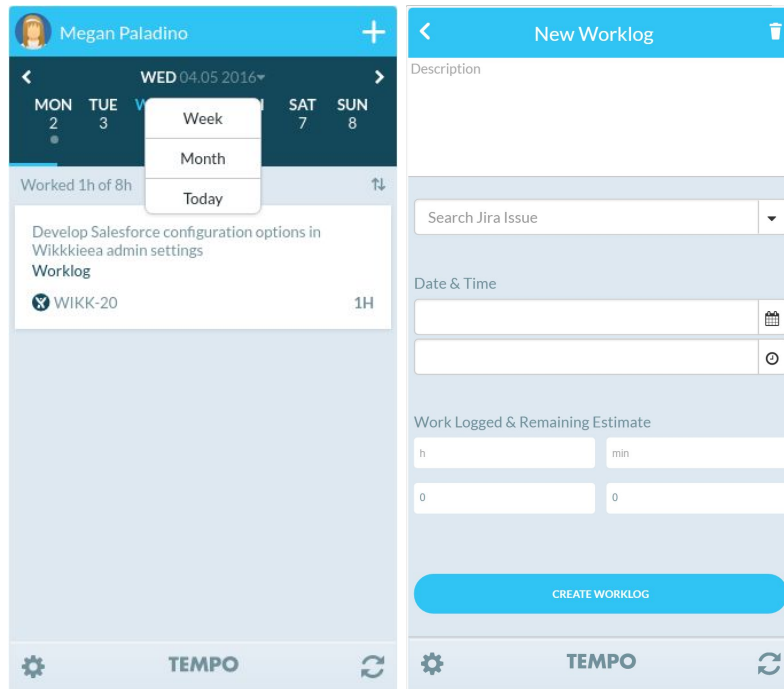 Megan Paladino
WED 04.05 2016
MON TUE W SAT SUN
2 3 7 8
Week
Month
Today
Worked 1h of 8h
Develop Salesforce configuration options in
Wikkkieea admin settings
Worklog
WIKK-20 1H
TEMPO
New Worklog
Description
Search Jira Issue
Date & Time
Work Logged & Remaining Estimate
h min
0 0
CREATE WORKLOG
TEMPO